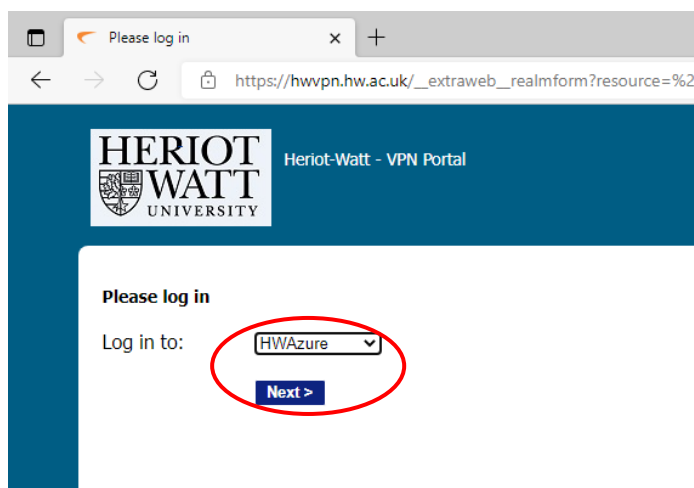 Please log in
https://hwvpn.hw.ac.uk/__extraweb__realmform?resource=%2
HERIOT
WATT
UNIVERSITY
Heriot-Watt - VPN Portal
Please log in
Log in to:
HWAzure
Next >